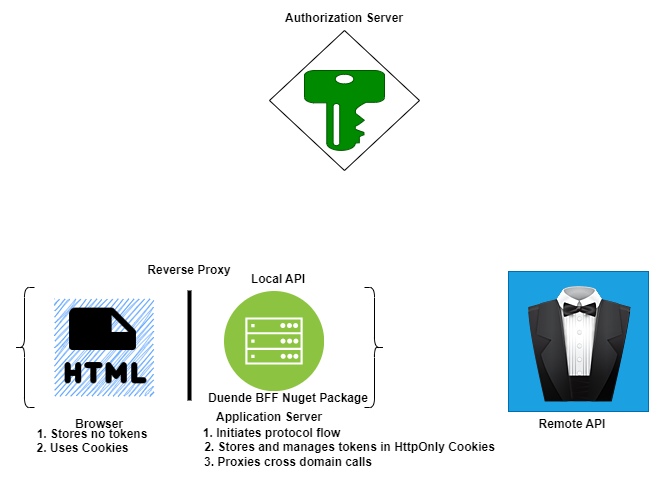 Authorization Server
Reverse Proxy
Local API
HTML
Duende BFF Nuget Package
Browser
1. Stores no tokens
2. Uses Cookies
Application Server
1. Initiates protocol flow
2. Stores and manages tokens in HttpOnly Cookies
3. Proxies cross domain calls
Remote API